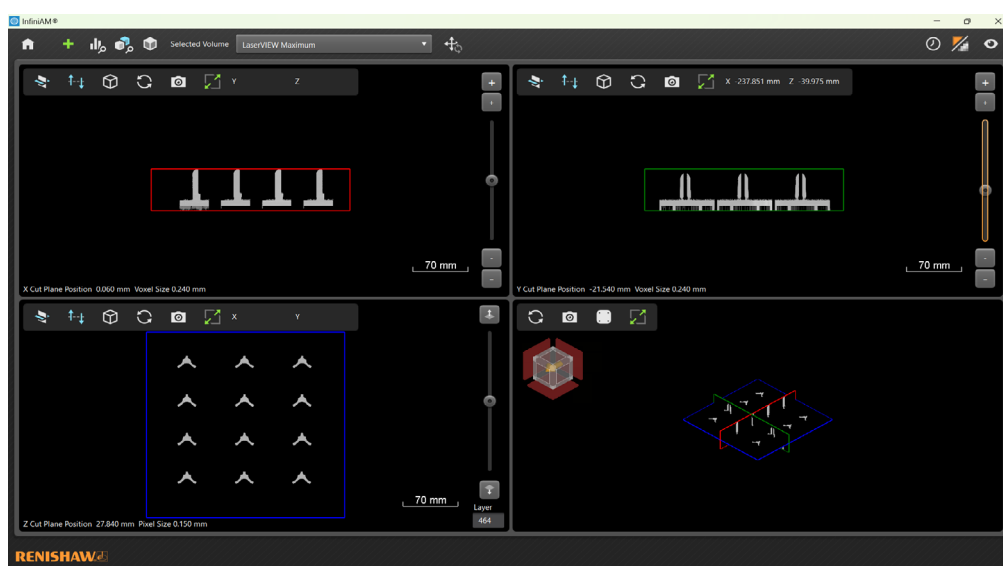 InfiniAM®
Selected Volume LaserVIEW Maximum
Y Z
X -237.851 mm Z -39.975 mm
70 mm
70 mm
X Cut Plane Position 0.060 mm Voxel Size 0.240 mm
Y Cut Plane Position -21.540 mm Voxel Size 0.240 mm
X Y
70 mm
Layer
464
Z Cut Plane Position 27.840 mm Pixel Size 0.150 mm
RENISHAW